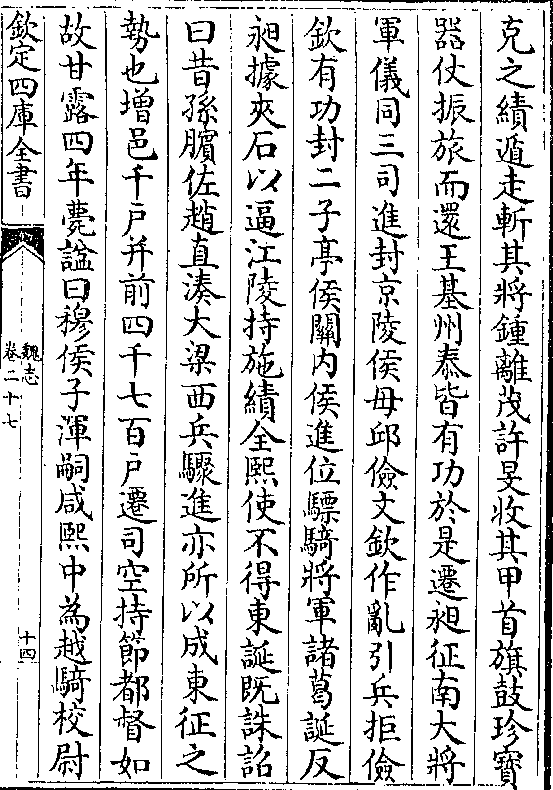 克之績遁走斬其將鍾離茂許旻收其甲首旗鼓珍寶
器仗振旅而還王基州泰皆有功於是遷昶征南大將
軍儀同三司進封京陵侯毋邱儉文欽作亂引兵拒儉
欽有功封二子亭侯關內侯進位驃騎將軍諸葛誕反
昶據夾石以逼江陵持施績全熙使不得東誕既誅詔
曰昔孫臏佐趙直湊大梁西兵驟進亦所以成東征之
勢也增邑千戶并前四千七百戶遷司空持節都督如
故甘露四年薨諡曰穆侯子渾嗣咸熙中為越騎校尉
欽定四庫全書
魏志
卷二十七
十四